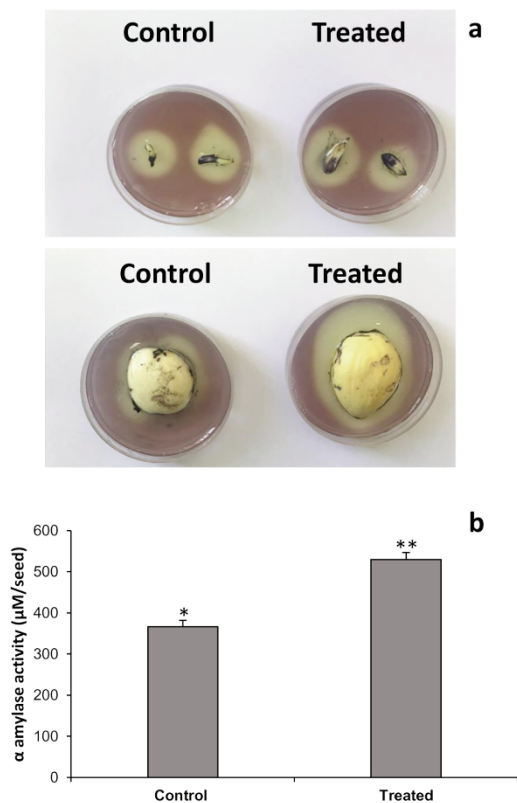 Control Treated a
Control Treated
b
α amylase activity (μM/seed)
600
500
400
300
200
100
0
*
**
Control Treated